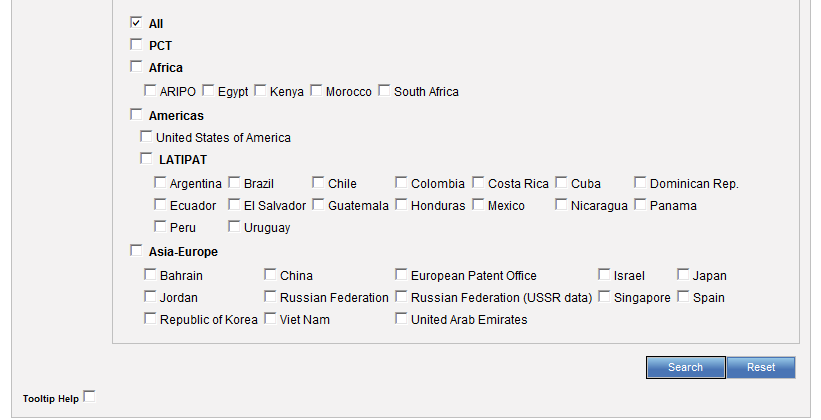 All
PCT
Africa
ARIPO Egypt Kenya Morocco South Africa
Americas
United States of America
LATIPAT
Argentina Brazil Chile Colombia Costa Rica Cuba Dominican Rep.
Ecuador El Salvador Guatemala Honduras Mexico Nicaragua Panama
Peru Uruguay
Asia-Europe
Bahrain China European Patent Office Israel Japan
Jordan Russian Federation Russian Federation (USSR data) Singapore Spain
Republic of Korea Viet Nam United Arab Emirates
Search Reset
Tooltip Help